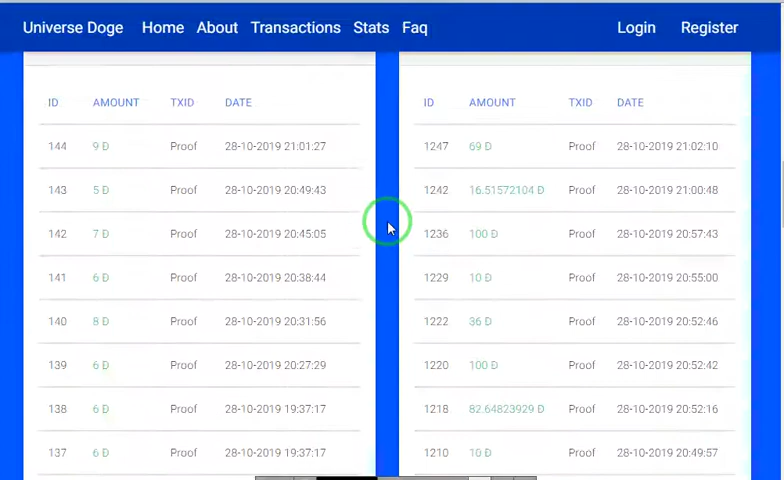 Universe Doge Home About Transactions Stats Faq Login Register
ID AMOUNT TXID DATE
144 9 Ð Proof 28-10-2019 21:01:27
143 5 Ð Proof 28-10-2019 20:49:43
142 7 Ð Proof 28-10-2019 20:45:05
141 6 Ð Proof 28-10-2019 20:38:44
140 8 Ð Proof 28-10-2019 20:31:56
139 6 Ð Proof 28-10-2019 20:27:29
138 6 Ð Proof 28-10-2019 19:37:17
137 6 Ð Proof 28-10-2019 19:37:17
ID AMOUNT TXID DATE
1247 69 Ð Proof 28-10-2019 21:02:10
1242 16.51572104 Ð Proof 28-10-2019 21:00:48
1236 100 Ð Proof 28-10-2019 20:57:43
1229 10 Ð Proof 28-10-2019 20:55:00
1222 36 Ð Proof 28-10-2019 20:52:46
1220 100 Ð Proof 28-10-2019 20:52:42
1218 82.64823929 Ð Proof 28-10-2019 20:52:16
1210 10 Ð Proof 28-10-2019 20:49:57